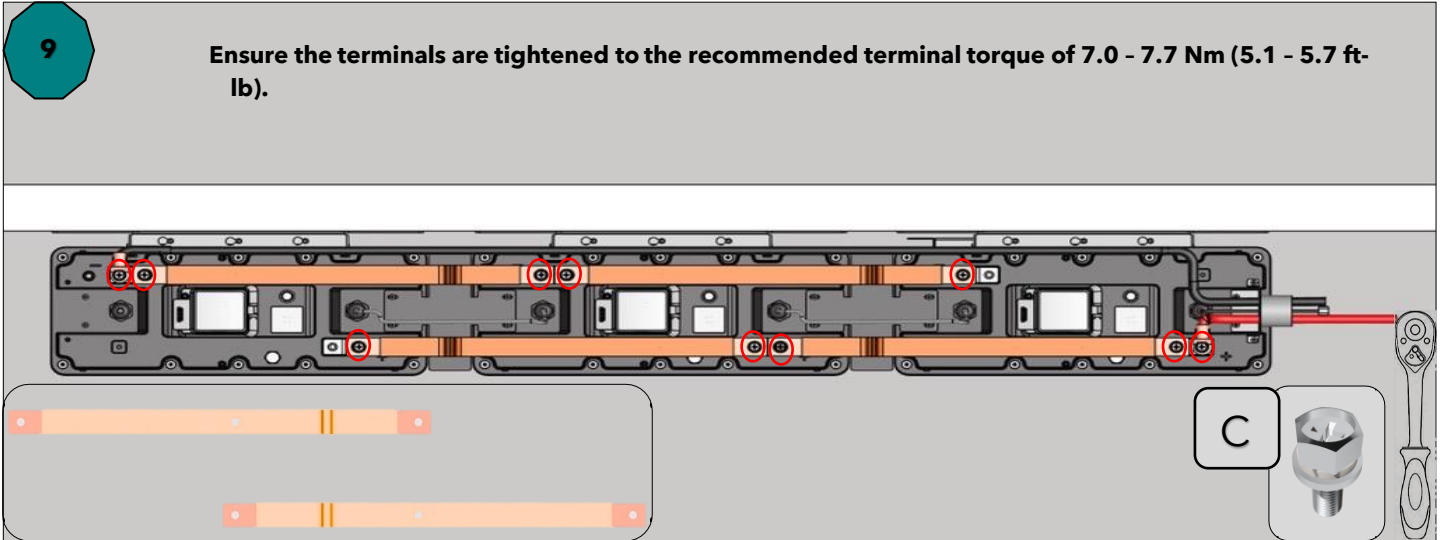 9
Ensure the terminals are tightened to the recommended terminal torque of 7.0 – 7.7 Nm (5.1 – 5.7 ft-
lb).
C